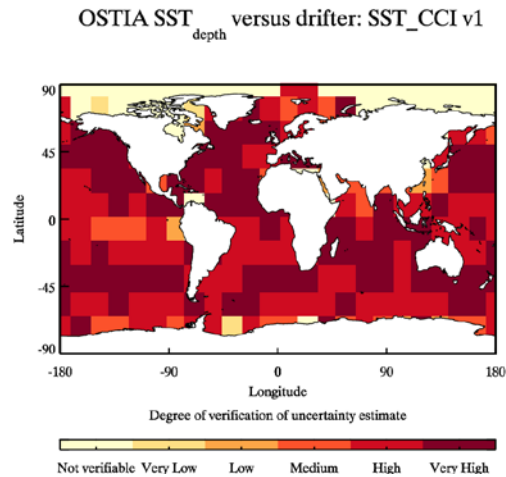 OSTIA SST depth versus drifter: SST_CCI v1
90
45
0
-45
-90
Latitude
-180 -90 0 90 180
Longitude
Degree of verification of uncertainty estimate
Not verifiable Very Low Low Medium High Very High